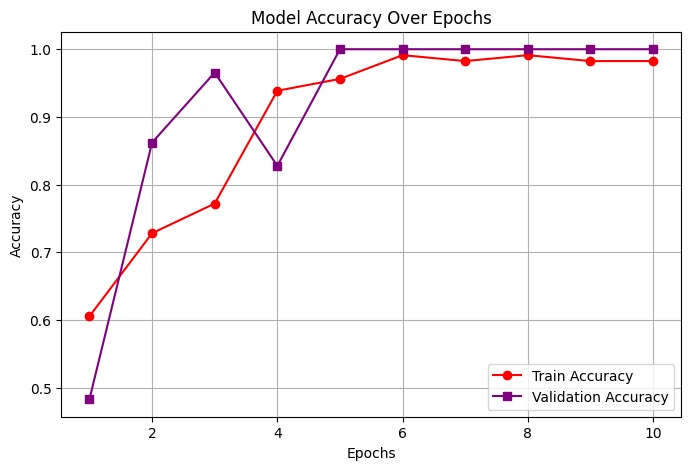 Model Accuracy Over Epochs
1.0
0.9
0.8
0.7
0.6
0.5
Accuracy
Train Accuracy
Validation Accuracy
2 4 6 8 10
Epochs